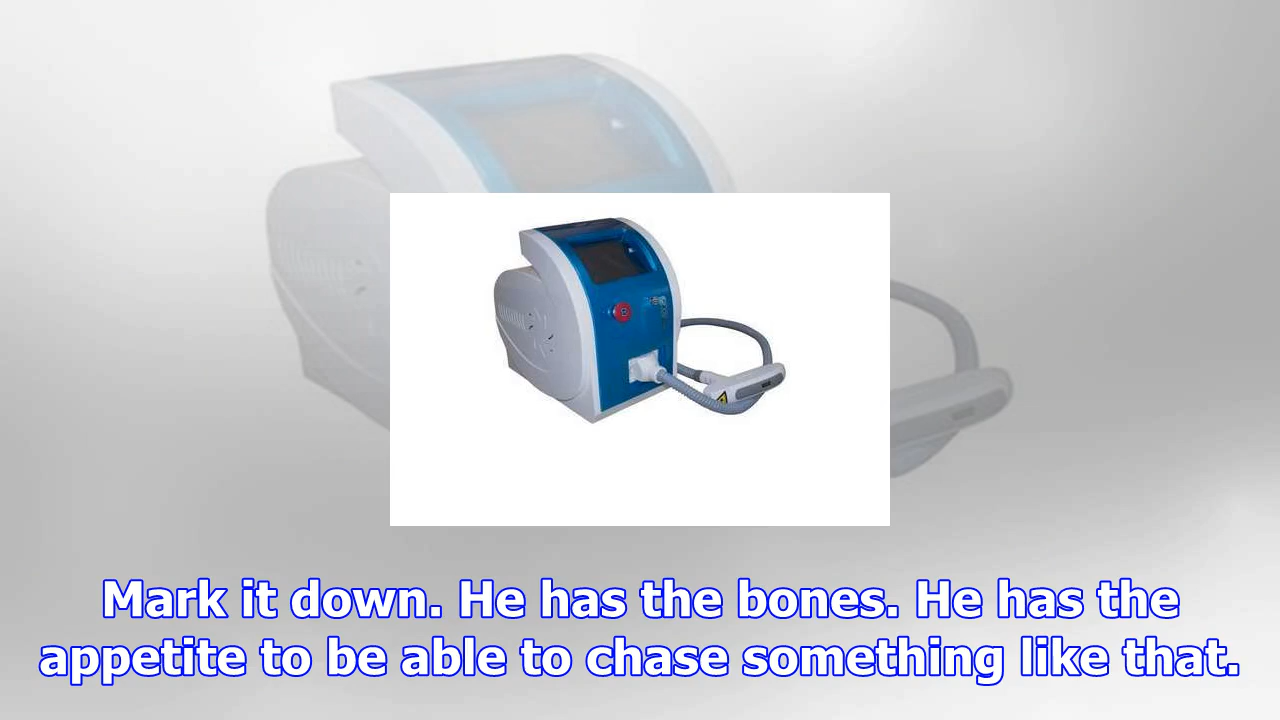 Mark it down. He has the bones. He has the
appetite to be able to chase something like that.